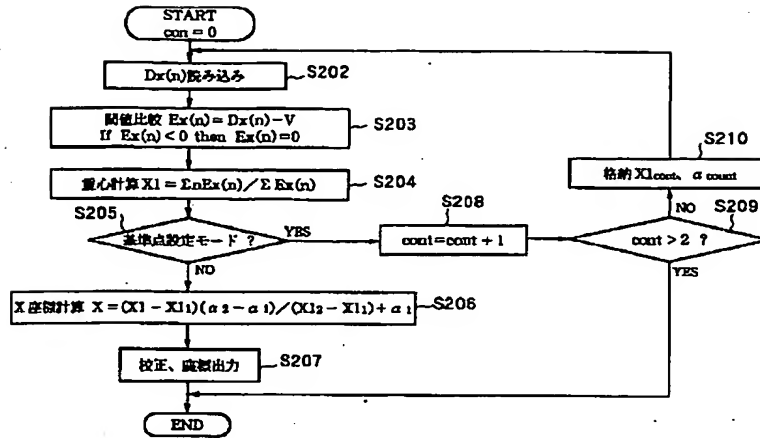 START
con = 0
Dx(n)読み込み
S202
閾値比較 Ex(n)=Dx(n)-V
If Ex(n)<0 then Ex(n)=0
S203
重心計算 X1=ΣnEx(n)/ΣEx(n)
S204
S205
基準点設定モード ?
YES
NO
S208
cont=cont+1
S210
格納 X1cont、αcount
NO
S209
cont>2 ?
YES
X座標計算 X=(X1-X11)(α2-α1)/(X12-X11)+α1
S206
校正、座標出力
S207
END